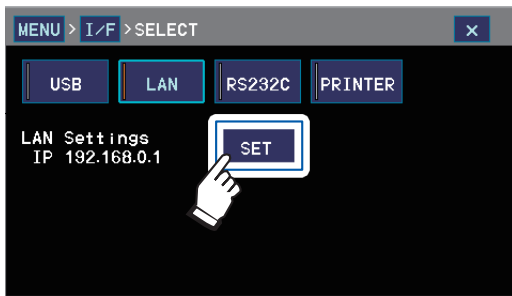 MENU > I/F > SELECT ×
USB LAN RS232C PRINTER
LAN Settings
IP 192.168.0.1
SET